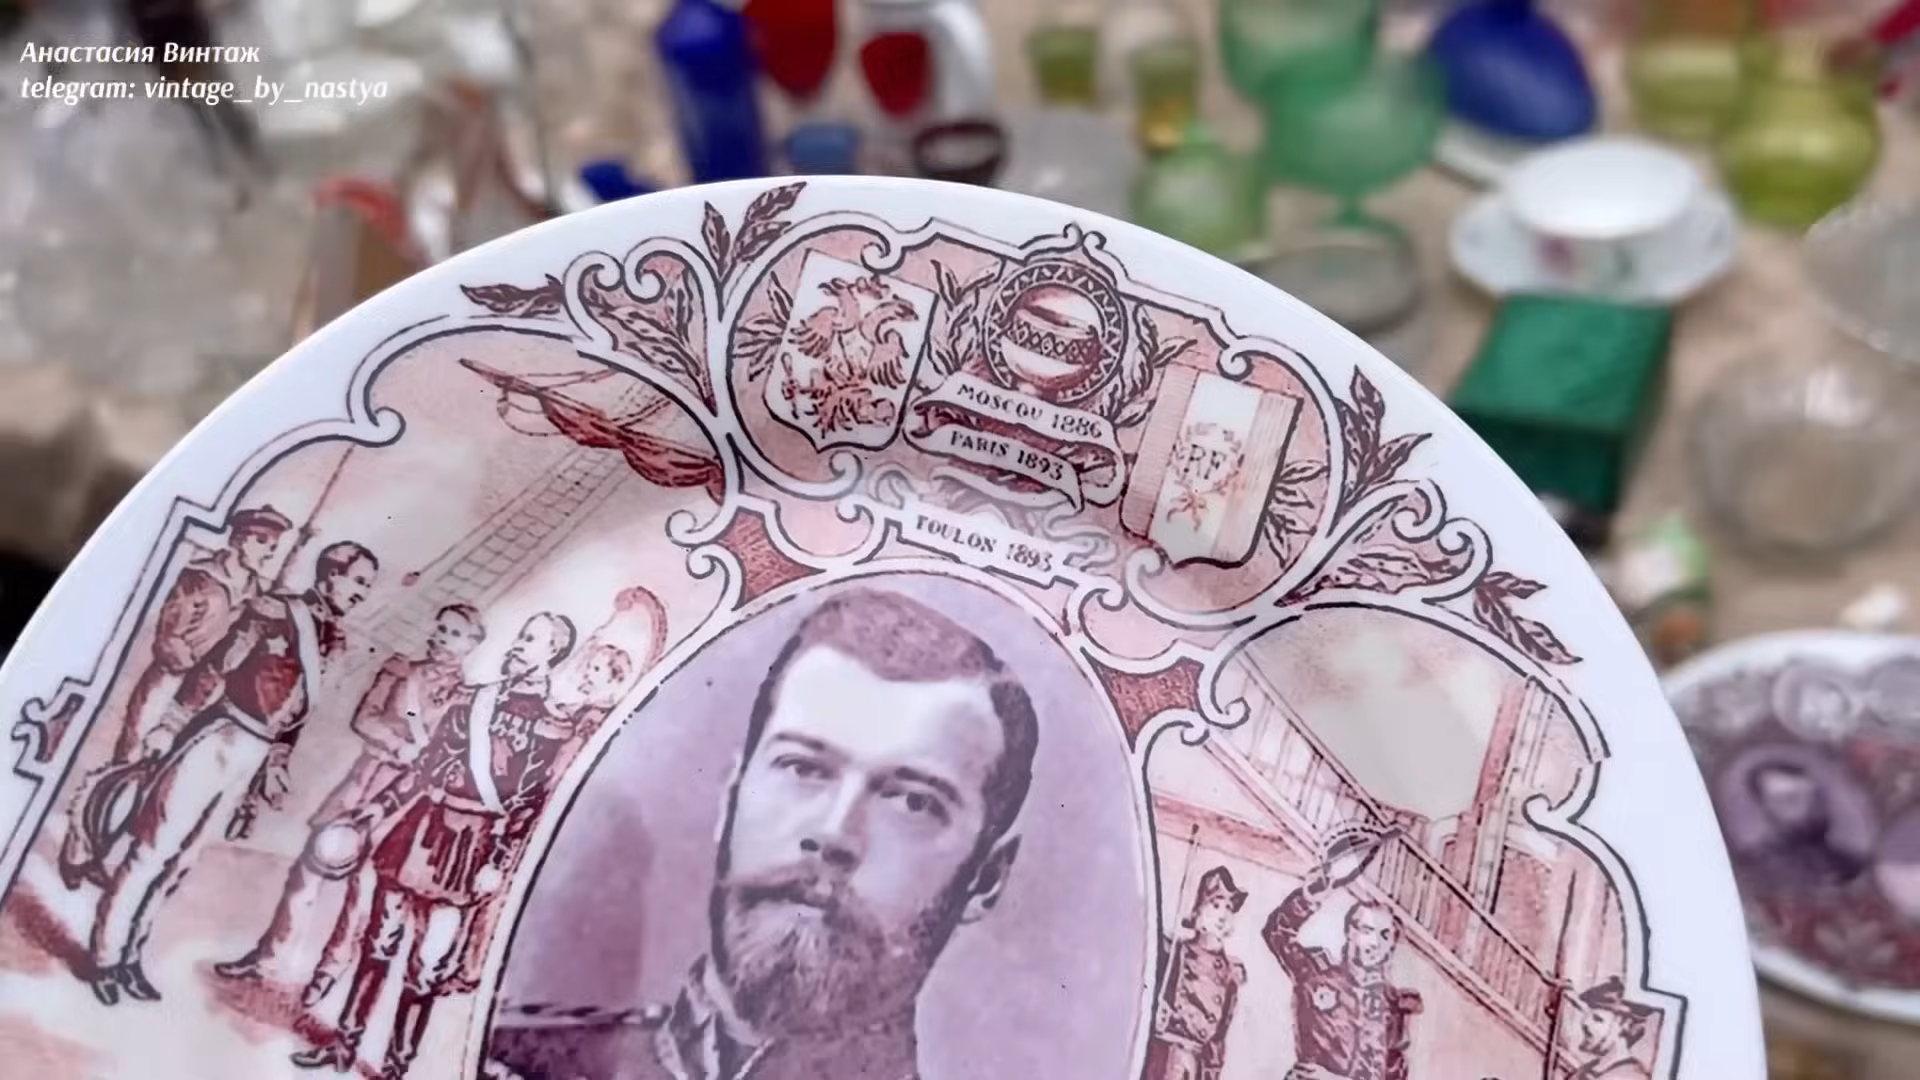 Анастасия Винтаж
telegram: vintage_by_nastya
MOSCOU 1886
PARIS 1893
RF
TOULON 1893